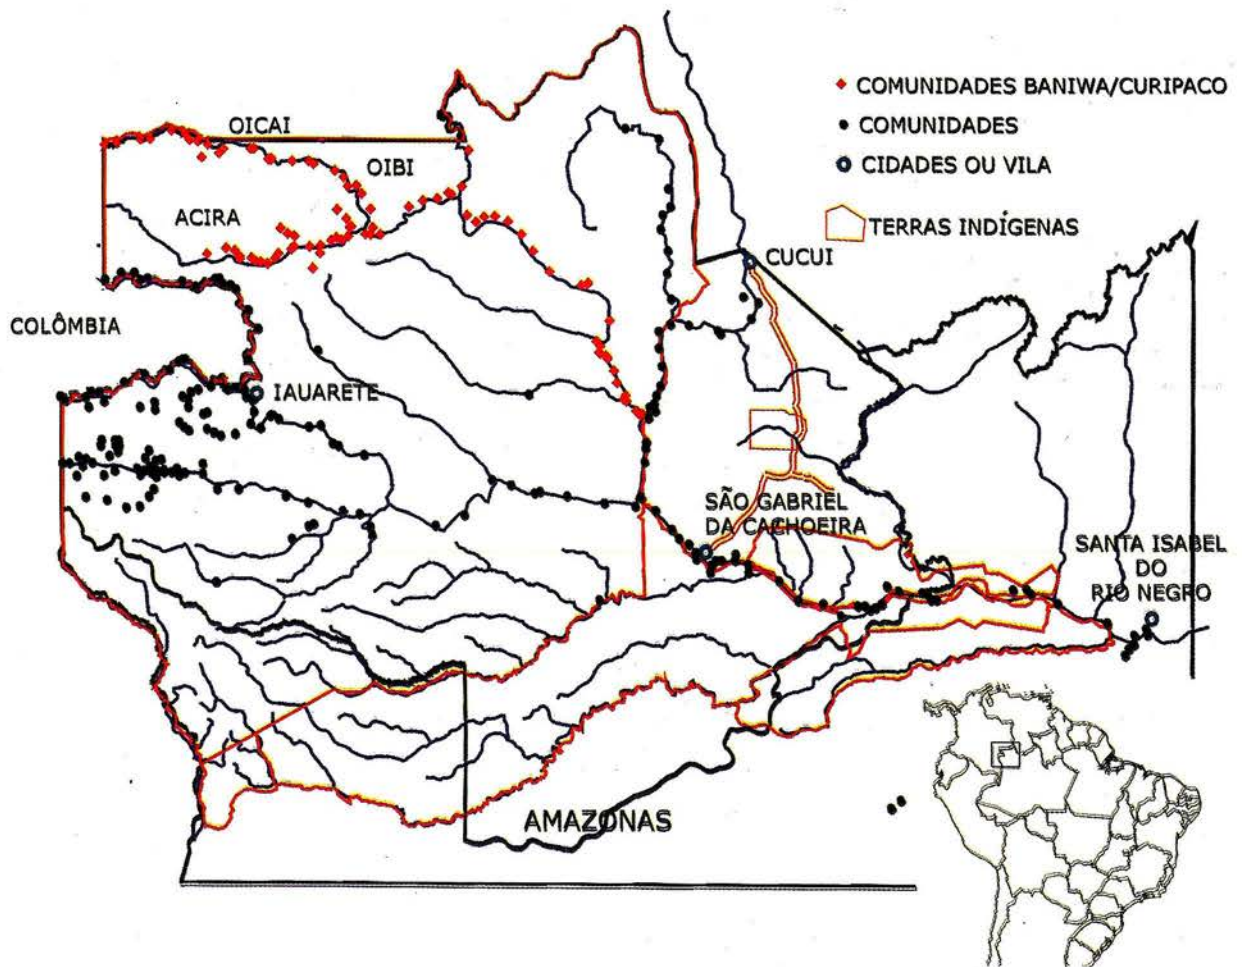 COMUNIDADES BANIWA/CURIPACO
COMUNIDADES
CIDADES OU VILA
TERRAS INDÍGENAS
OICAI
OIBI
ACIRA
CUCUI
COLÔMBIA
IAUARETE
SÃO GABRIEL
DA CACHOEIRA
SANTA ISABEL
DO
RIO NEGRO
AMAZONAS